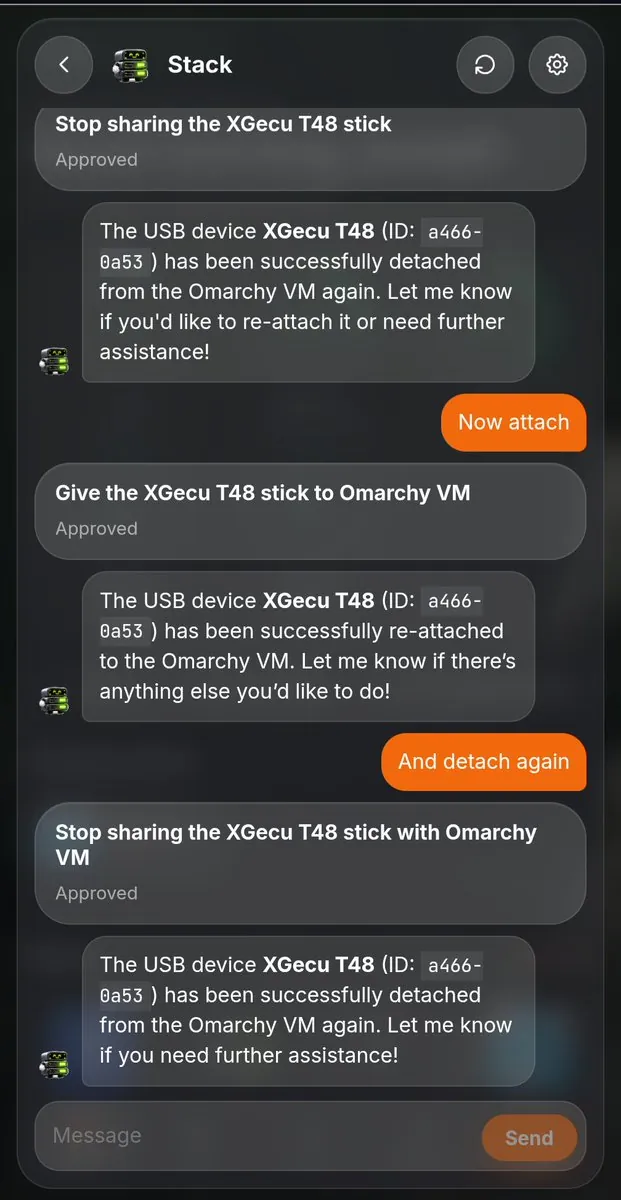 Stack
Stop sharing the XGecu T48 stick
Approved
The USB device XGecu T48 (ID: a466-
0a53 ) has been successfully detached
from the Omarchy VM again. Let me know
if you'd like to re-attach it or need further
assistance!
Now attach
Give the XGecu T48 stick to Omarchy VM
Approved
The USB device XGecu T48 (ID: a466-
0a53 ) has been successfully re-attached
to the Omarchy VM. Let me know if there’s
anything else you’d like to do!
And detach again
Stop sharing the XGecu T48 stick with Omarchy
VM
Approved
The USB device XGecu T48 (ID: a466-
0a53 ) has been successfully detached
from the Omarchy VM again. Let me know
if you need further assistance!
Message
Send